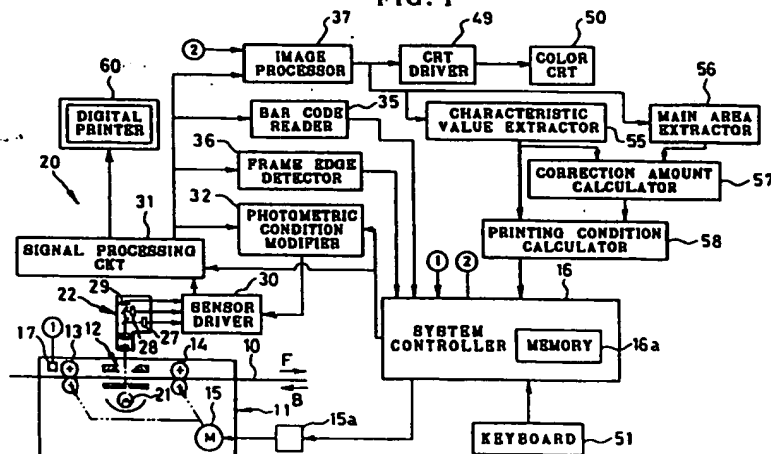 FIG. 1
37
49
50
2
IMAGE
PROCESSOR
CRT
DRIVER
COLOR
CRT
56
60
35
DIGITAL
PRINTER
BAR CODE
READER
CHARACTERISTIC
VALUE EXTRACTOR
55
MAIN AREA
EXTRACTOR
36
20
FRAME EDGE
DETECTOR
CORRECTION AMOUNT
CALCULATOR
57
31
32
PHOTOMETRIC
CONDITION
MODIFIER
SIGNAL PROCESSING
CKT
PRINTING CONDITION
CALCULATOR
58
1
2
16
29
22
30
SENSOR
DRIVER
27
28
SYSTEM
CONTROLLER
MEMORY
16a
17
1
13
12
14
10
F
B
21
15
11
M
15a
KEYBOARD
51